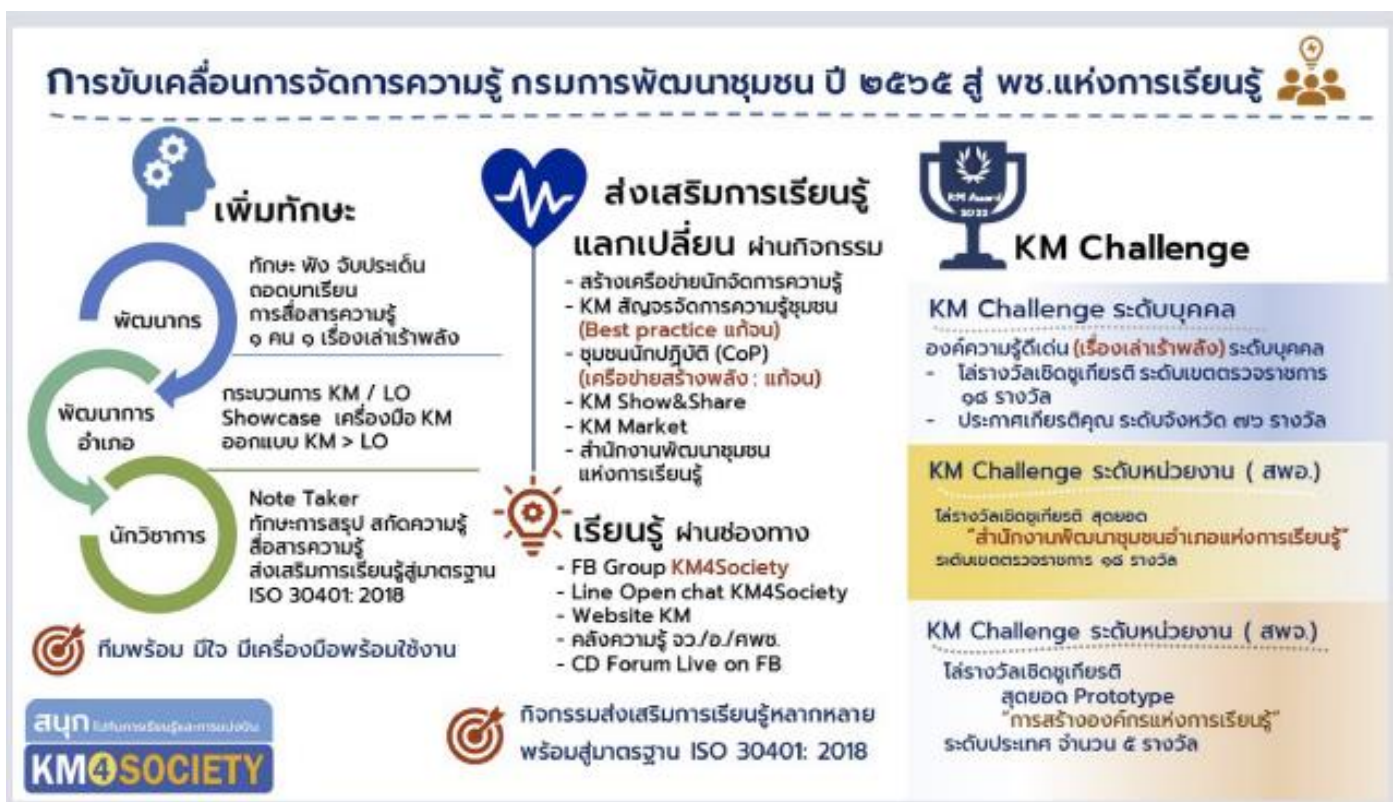 การขับเคลื่อนการจัดการความรู้ กรมการพัฒนาชุมชน ปี ๒๕๖๕ สู่ พช.แห่งการเรียนรู้
เพิ่มทักษะ
พัฒนากร
ทักษะ ฟัง จับประเด็น
ถอดบทเรียน
การสื่อสารความรู้
๑ คน ๑ เรื่องเล่าเร้าพลัง
พัฒนาการ
อำเภอ
กระบวนการ KM / LO
Showcase เครื่องมือ KM
ออกแบบ KM > LO
นักวิชาการ
Note Taker
ทักษะการสรุป สกัดความรู้
สื่อสารความรู้
ส่งเสริมการเรียนรู้สู่มาตรฐาน
ISO 30401: 2018
ทีมพร้อม มีใจ มีเครื่องมือพร้อมใช้งาน
สนุก ไปกับการเรียนรู้และการแบ่งปัน
KM4SOCIETY
ส่งเสริมการเรียนรู้
แลกเปลี่ยน ผ่านกิจกรรม
- สร้างเครือข่ายนักจัดการความรู้
- KM สัญจรจัดการความรู้ชุมชน
(Best practice แก้จน)
- ชุมชนนักปฏิบัติ (CoP)
(เครือข่ายสร้างพลัง : แก้จน)
- KM Show&Share
- KM Market
- สำนักงานพัฒนาชุมชน
แห่งการเรียนรู้
เรียนรู้ ผ่านช่องทาง
- FB Group KM4Society
- Line Open chat KM4Society
- Website KM
- คลังความรู้ จว./อ./ศพช.
- CD Forum Live on FB
กิจกรรมส่งเสริมการเรียนรู้หลากหลาย
พร้อมสู่มาตรฐาน ISO 30401: 2018
KM Award
2022
KM Challenge
KM Challenge ระดับบุคคล
องค์ความรู้ดีเด่น (เรื่องเล่าเร้าพลัง) ระดับบุคคล
- โล่รางวัลเชิดชูเกียรติ ระดับเขตตรวจราชการ
๑๘ รางวัล
- ประกาศเกียรติคุณ ระดับจังหวัด ๗๖ รางวัล
KM Challenge ระดับหน่วยงาน ( สพอ.)
โล่รางวัลเชิดชูเกียรติ สุดยอด
"สำนักงานพัฒนาชุมชนอำเภอแห่งการเรียนรู้"
ระดับเขตตรวจราชการ ๑๘ รางวัล
KM Challenge ระดับหน่วยงาน ( สพจ.)
โล่รางวัลเชิดชูเกียรติ
สุดยอด Prototype
"การสร้างองค์กรแห่งการเรียนรู้"
ระดับประเทศ จำนวน ๕ รางวัล